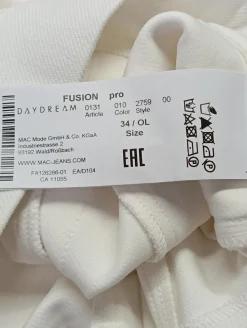 FUSION pro
DAYDREAM 0131 010 2759 00
Article Color Style
34 / OL
Size
MAC Mode GmbH & Co. KGaA
Industriestrasse 2
93192 Wald/Roßbach
WWW.MAC-JEANS.COM
EAC
FA126266-01 EA/D104
CA 11055